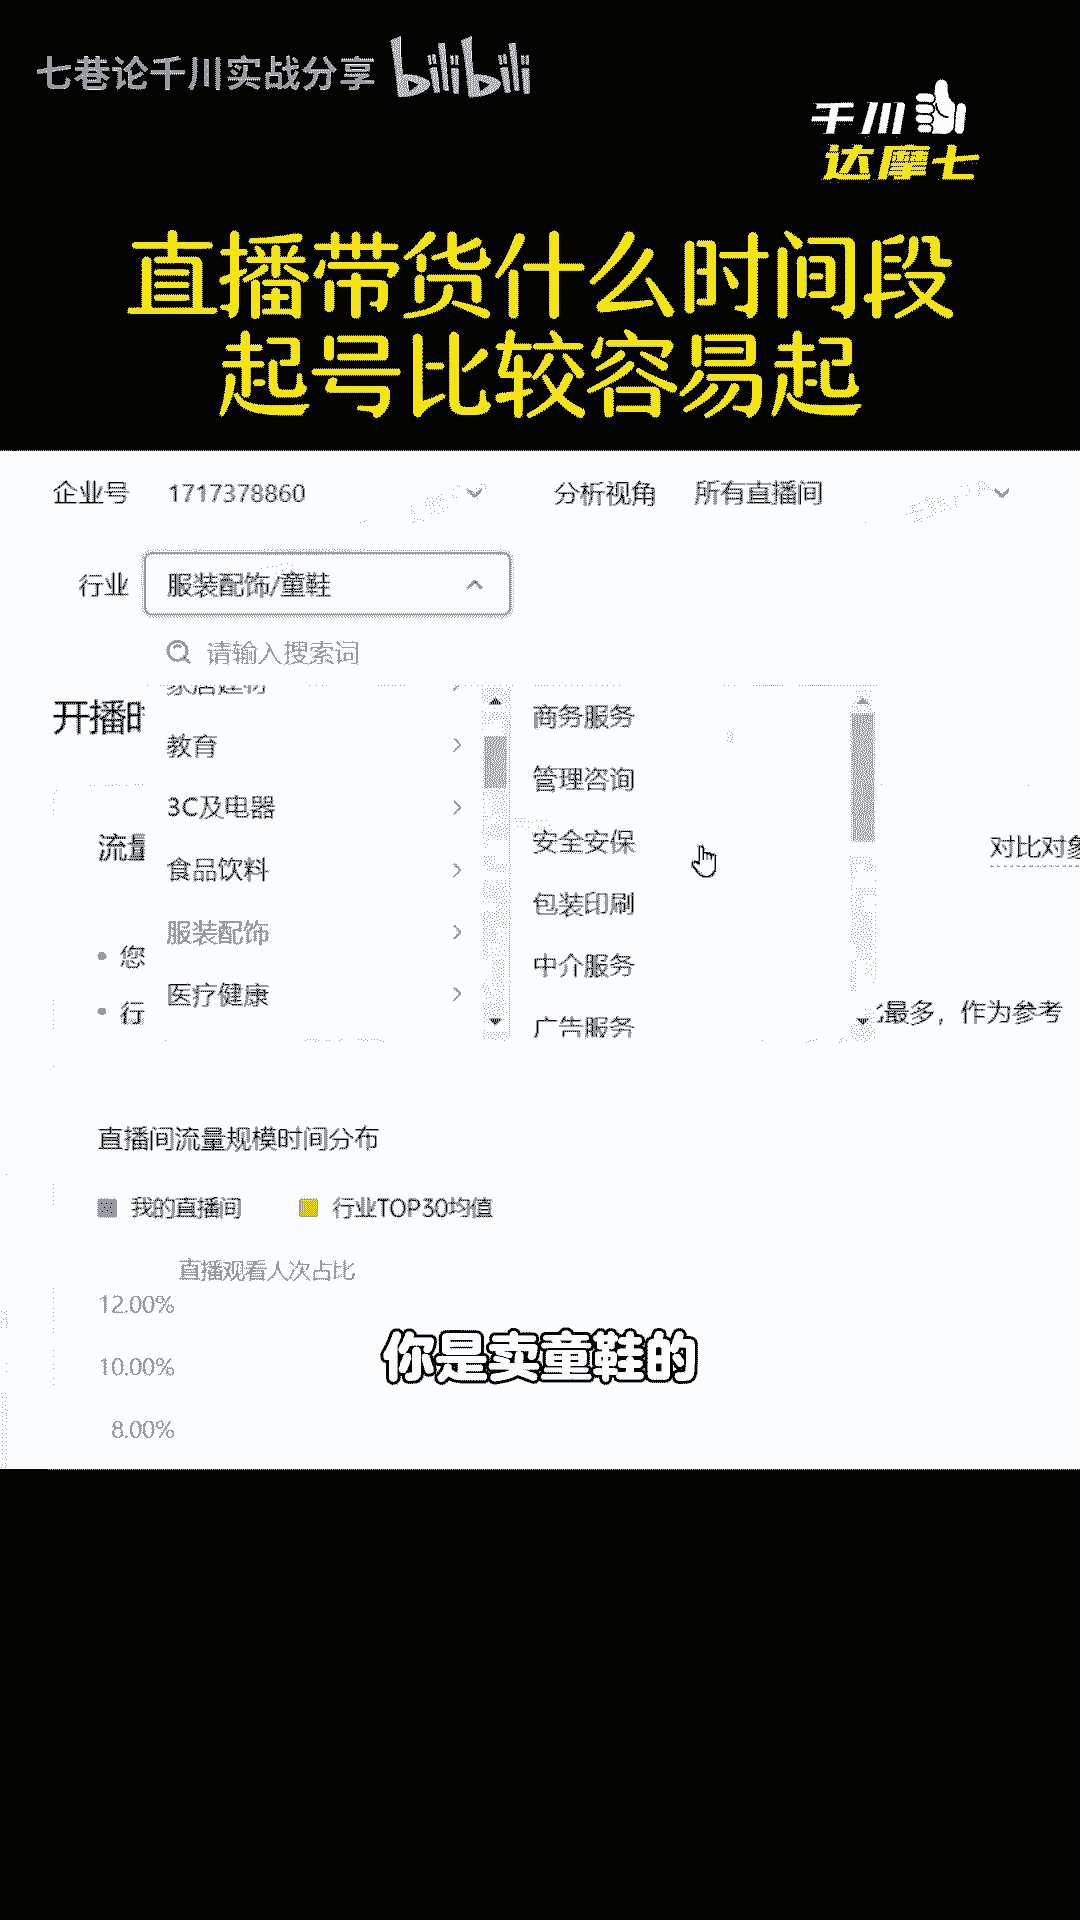 七巷论千川实战分享 bilibili
千川
达摩七
直播带货什么时间段
起号比较容易起
企业号 1717378860 分析视角 所有直播间
行业 服装配饰/童鞋
请输入搜索词
家居建材
开播时
教育
商务服务
管理咨询
3C及电器
流量
安全安保
对比对象
食品饮料
包装印刷
服装配饰
您
中介服务
医疗健康
行
广告服务
比最多，作为参考
直播间流量规模时间分布
我的直播间 行业TOP30均值
直播观看人次占比
12.00%
10.00%
8.00%
你是卖童鞋的